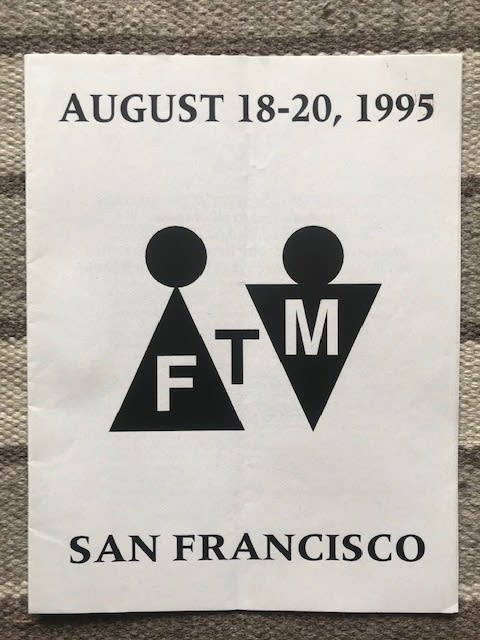 AUGUST 18-20, 1995
F T M
SAN FRANCISCO